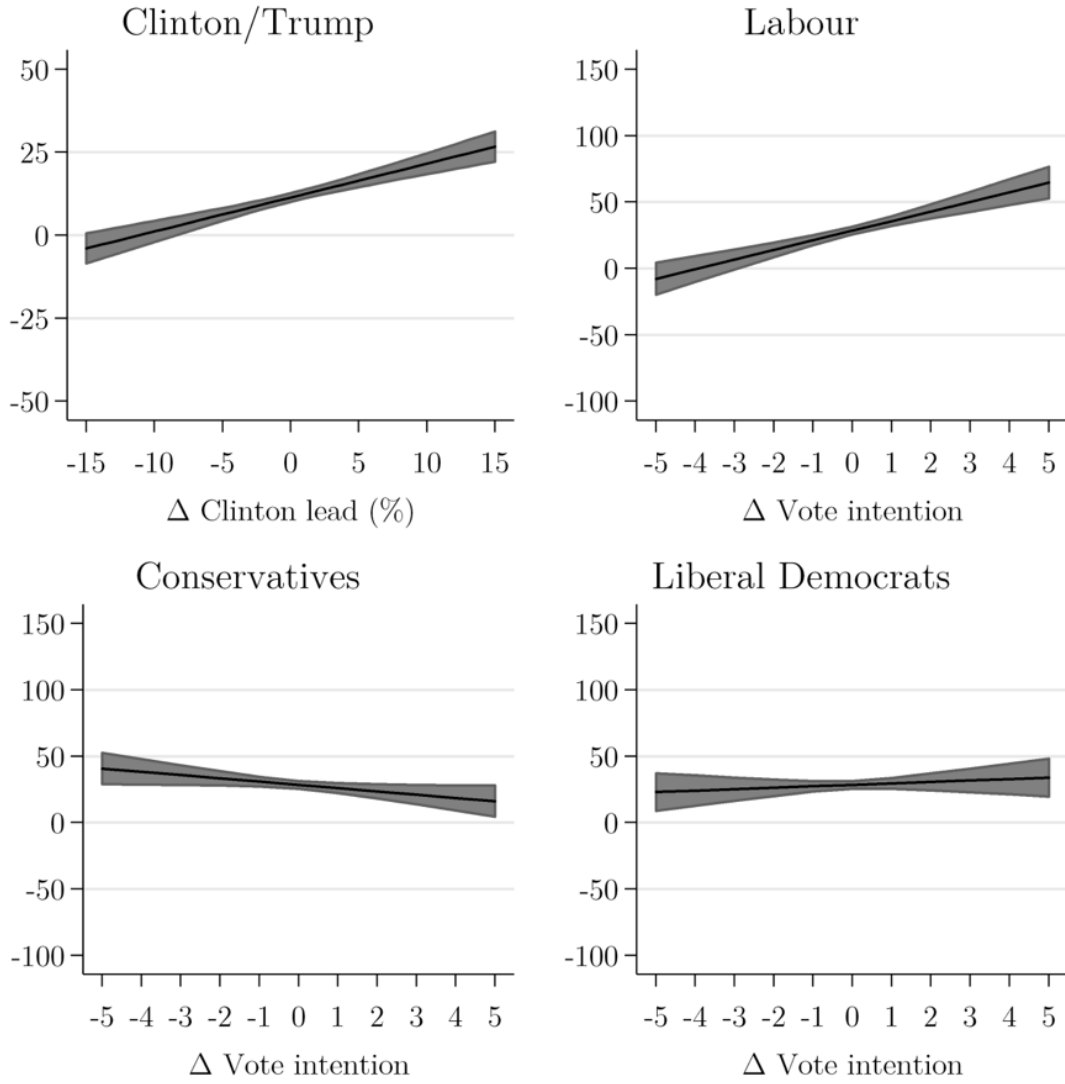 Clinton/Trump
50
25
0
-25
-50
-15 -10 -5 0 5 10 15
Δ Clinton lead (%)
Labour
150
100
50
0
-50
-100
-5 -4 -3 -2 -1 0 1 2 3 4 5
Δ Vote intention
Conservatives
150
100
50
0
-50
-100
-5 -4 -3 -2 -1 0 1 2 3 4 5
Δ Vote intention
Liberal Democrats
150
100
50
0
-50
-100
-5 -4 -3 -2 -1 0 1 2 3 4 5
Δ Vote intention